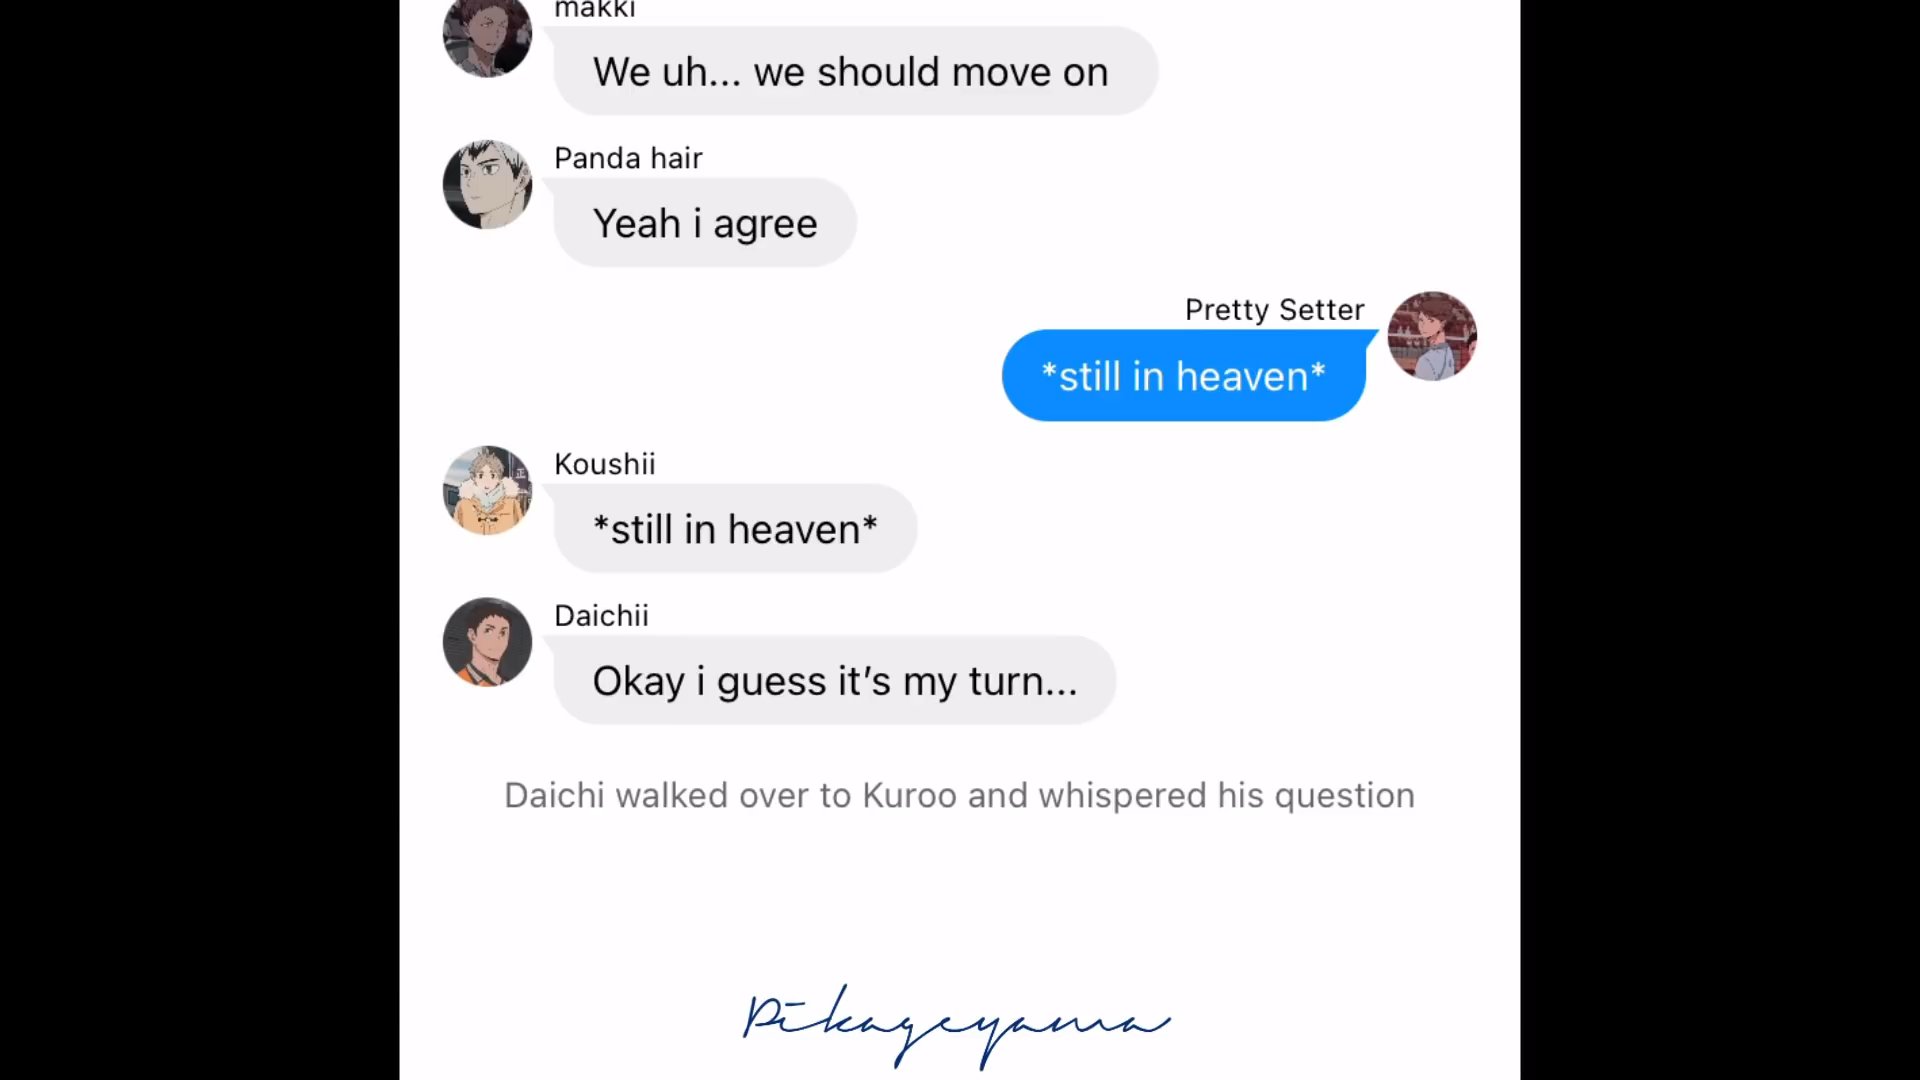 makki
We uh... we should move on
Panda hair
Yeah i agree
Pretty Setter
*still in heaven*
Koushii
*still in heaven*
Daichii
Okay i guess it’s my turn...
Daichi walked over to Kuroo and whispered his question
Pikageyama